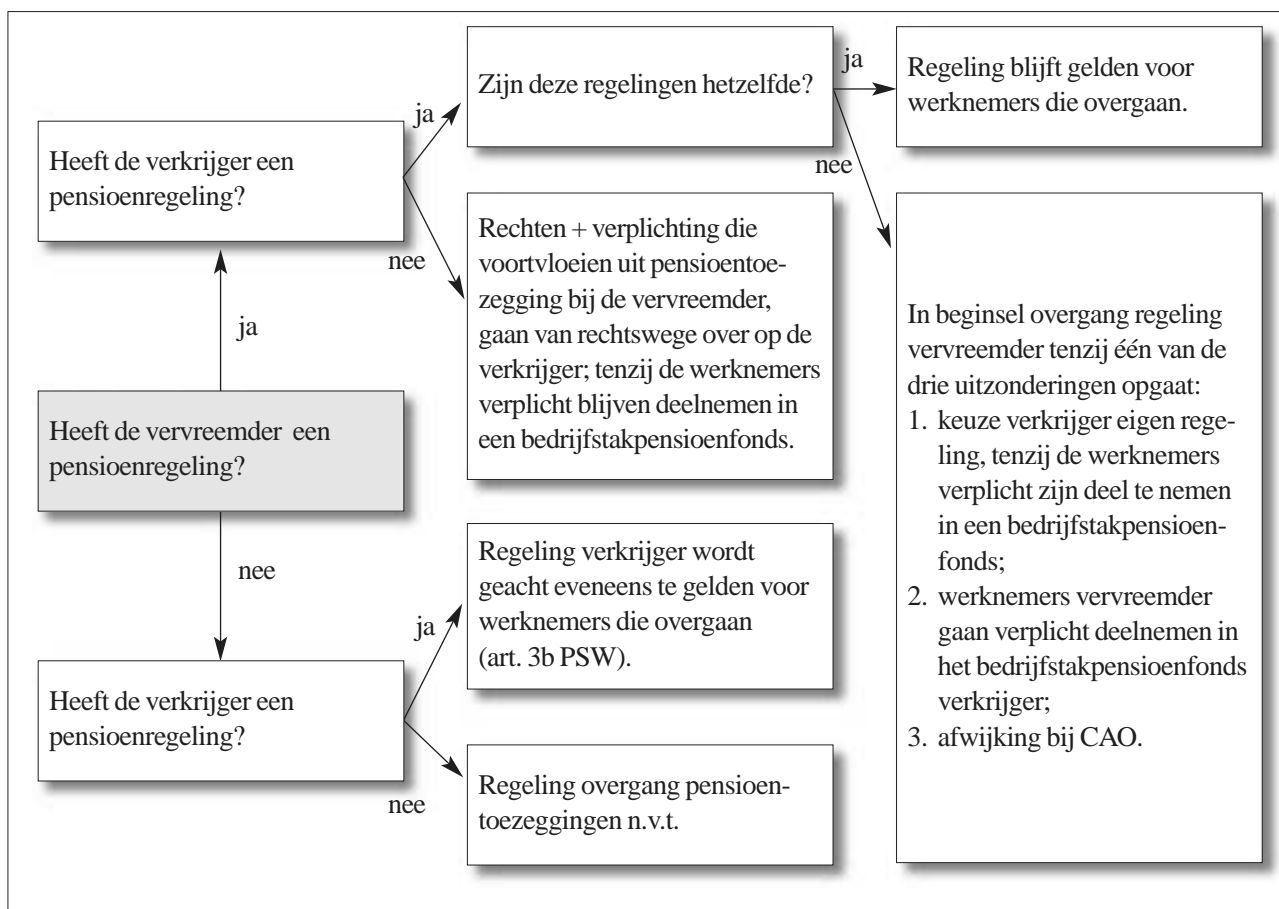 Zijn deze regelingen hetzelfde?
ja
Regeling blijft gelden voor
werknemers die overgaan.
ja
nee
Heeft de verkrijger een
pensioenregeling?
nee
Rechten + verplichting die
voortvloeien uit pensioentoe-
zegging bij de vervreemder,
gaan van rechtswege over op de
verkrijger; tenzij de werknemers
verplicht blijven deelnemen in
een bedrijfstakpensioenfonds.
In beginsel overgang regeling
vervreemder tenzij één van de
drie uitzonderingen opgaat:
1. keuze verkrijger eigen rege-
ling, tenzij de werknemers
verplicht zijn deel te nemen
in een bedrijfstakpensioen-
fonds;
2. werknemers vervreemder
gaan verplicht deelnemen in
het bedrijfstakpensioenfonds
verkrijger;
3. afwijking bij CAO.
ja
Heeft de vervreemder een
pensioenregeling?
nee
Regeling verkrijger wordt
geacht eveneens te gelden voor
werknemers die overgaan
(art. 3b PSW).
ja
Heeft de verkrijger een
pensioenregeling?
nee
Regeling overgang pensioen-
toezeggingen n.v.t.